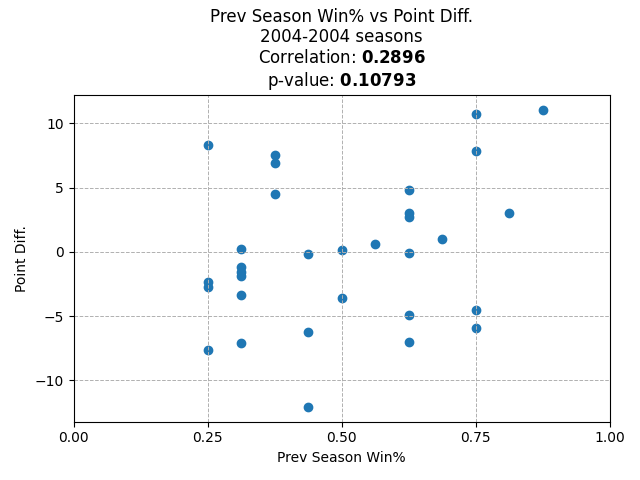 Prev Season Win% vs Point Diff.
2004-2004 seasons
Correlation: 0.2896
p-value: 0.10793
10
5
0
−5
−10
Point Diff.
0.00 0.25 0.50 0.75 1.00
Prev Season Win%